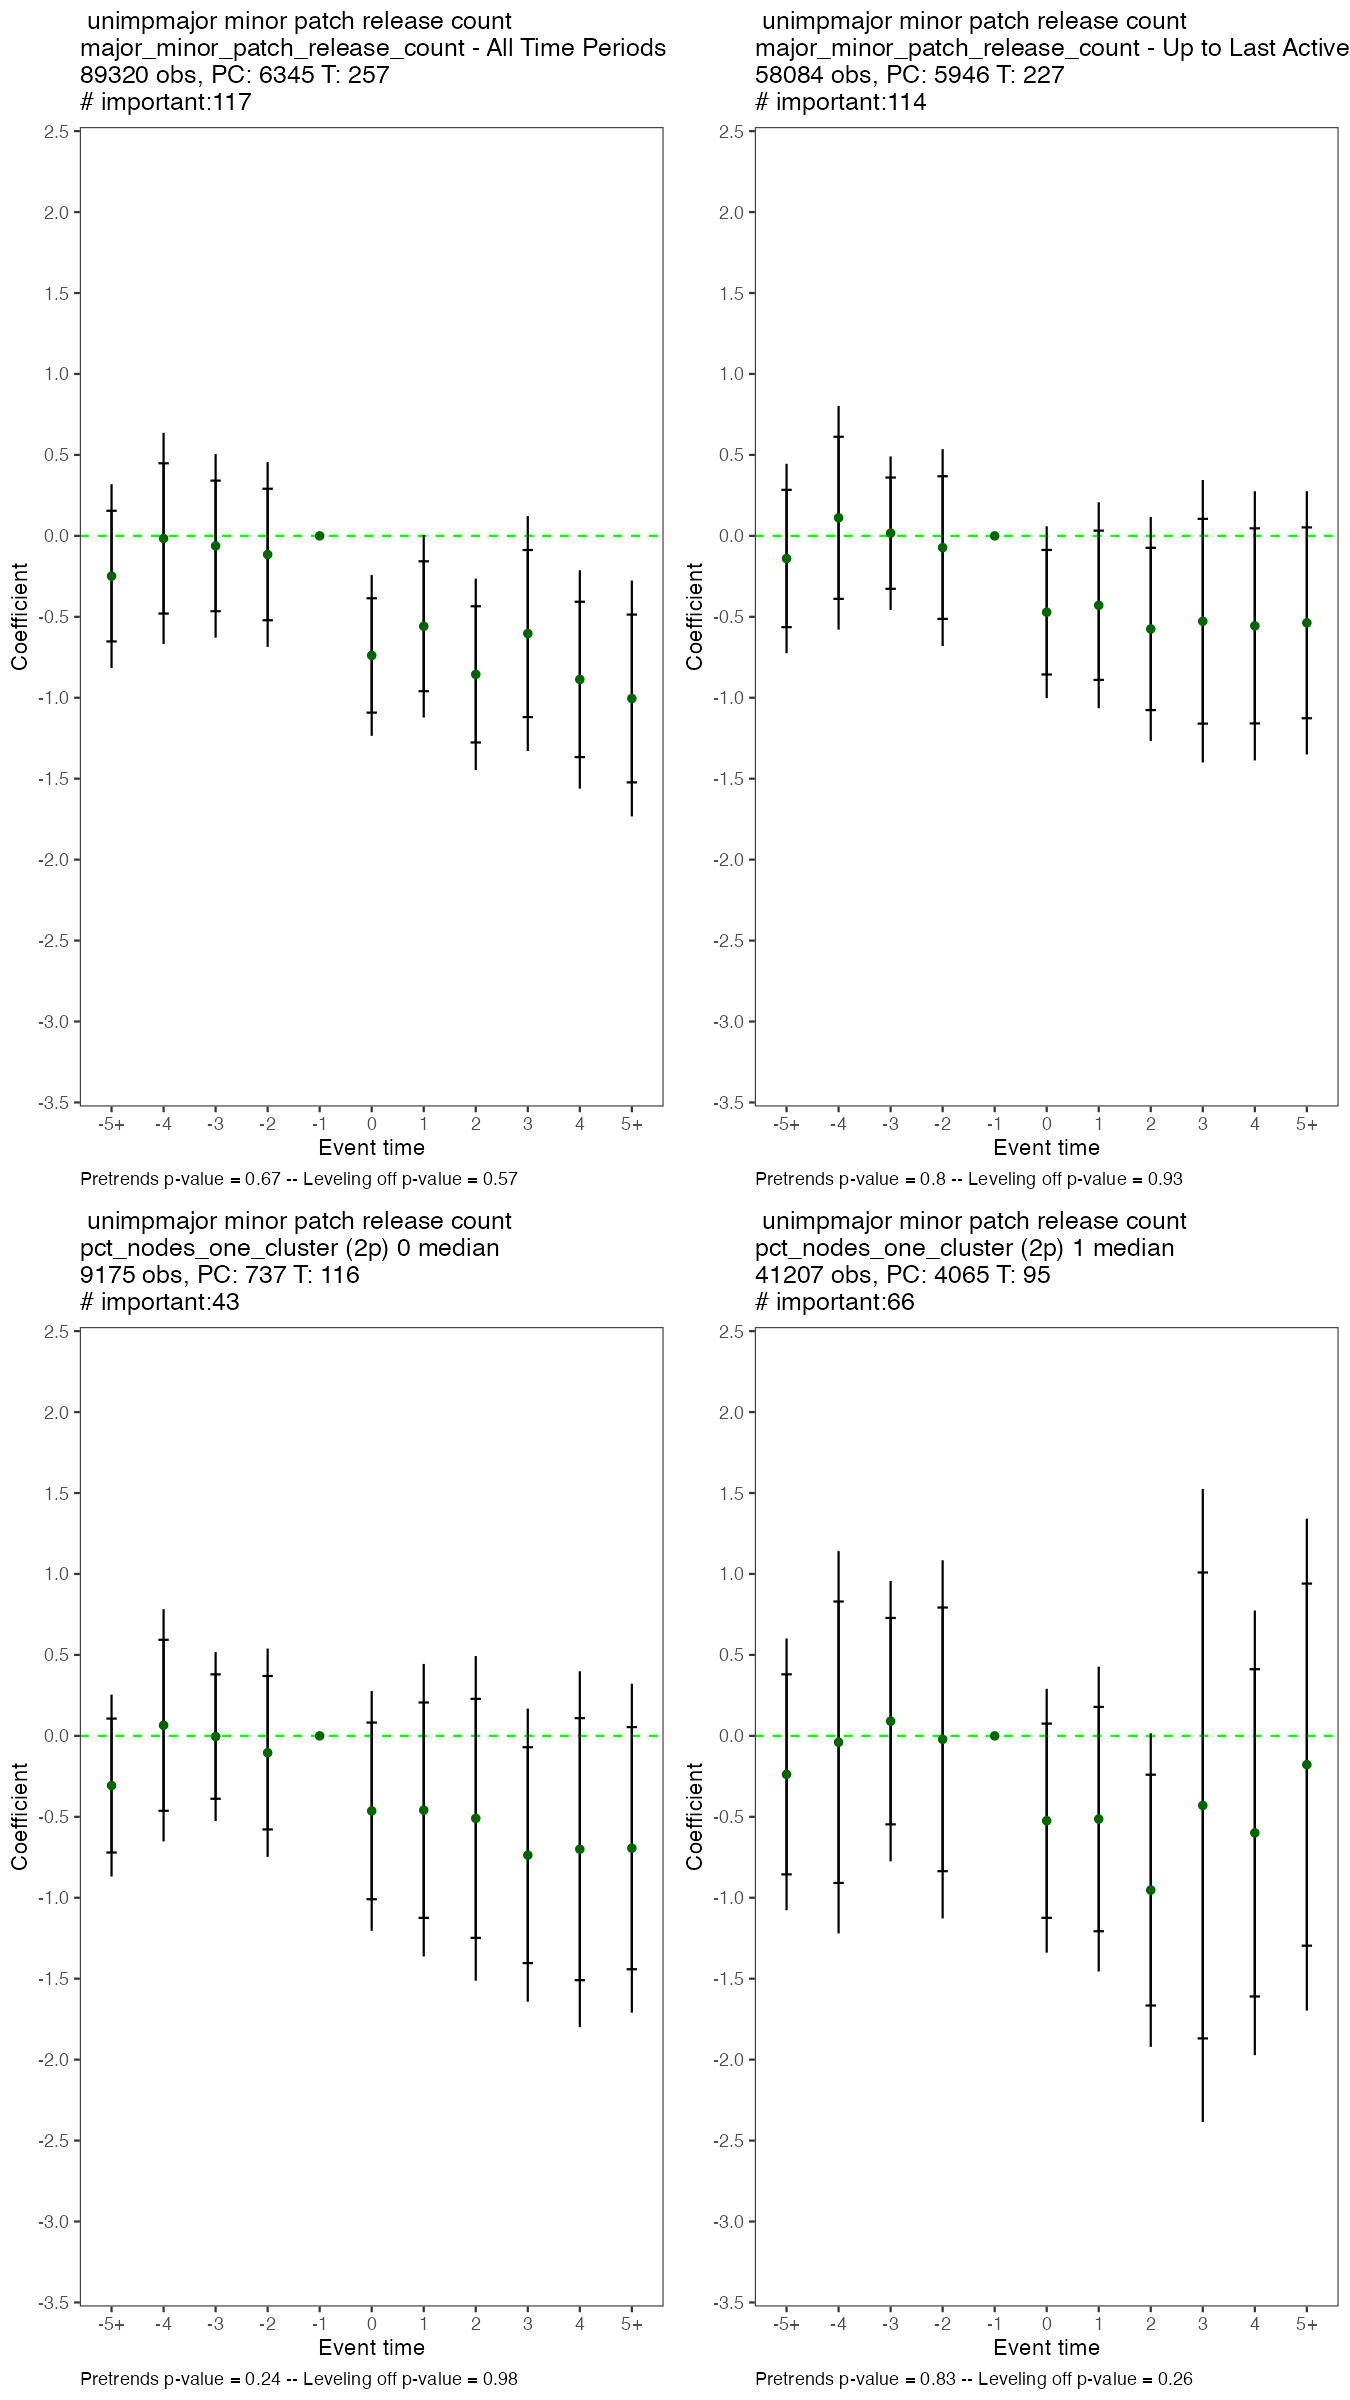 unimpmajor minor patch release count
major_minor_patch_release_count - All Time Periods
89320 obs, PC: 6345 T: 257
# important:117
2.5
2.0
1.5
1.0
0.5
0.0
-0.5
-1.0
-1.5
-2.0
-2.5
-3.0
-3.5
Coefficient
-5+ -4 -3 -2 -1 0 1 2 3 4 5+
Event time
Pretrends p-value = 0.67 -- Leveling off p-value = 0.57
unimpmajor minor patch release count
major_minor_patch_release_count - Up to Last Active
58084 obs, PC: 5946 T: 227
# important:114
2.5
2.0
1.5
1.0
0.5
0.0
-0.5
-1.0
-1.5
-2.0
-2.5
-3.0
-3.5
Coefficient
-5+ -4 -3 -2 -1 0 1 2 3 4 5+
Event time
Pretrends p-value = 0.8 -- Leveling off p-value = 0.93
unimpmajor minor patch release count
pct_nodes_one_cluster (2p) 0 median
9175 obs, PC: 737 T: 116
# important:43
2.5
2.0
1.5
1.0
0.5
0.0
-0.5
-1.0
-1.5
-2.0
-2.5
-3.0
-3.5
Coefficient
-5+ -4 -3 -2 -1 0 1 2 3 4 5+
Event time
Pretrends p-value = 0.24 -- Leveling off p-value = 0.98
unimpmajor minor patch release count
pct_nodes_one_cluster (2p) 1 median
41207 obs, PC: 4065 T: 95
# important:66
2.5
2.0
1.5
1.0
0.5
0.0
-0.5
-1.0
-1.5
-2.0
-2.5
-3.0
-3.5
Coefficient
-5+ -4 -3 -2 -1 0 1 2 3 4 5+
Event time
Pretrends p-value = 0.83 -- Leveling off p-value = 0.26